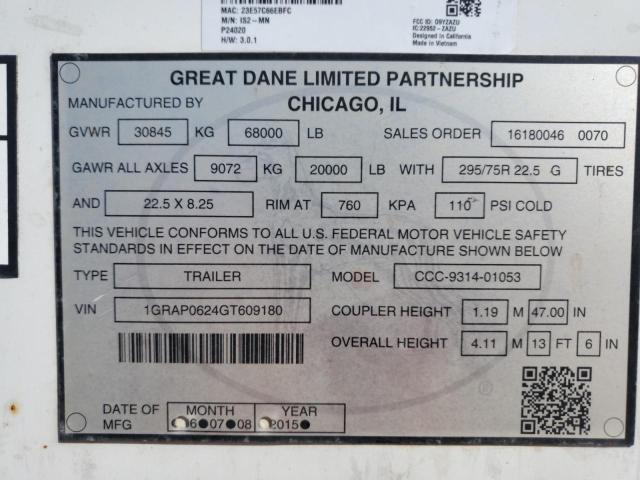 MAC: 23E57C66EBFC
M/N: IS2-MN
P24020
H/W: 3.0.1
FCC ID: O9YZAZU
IC:22952-ZAZU
Designed in California
Made in Vietnam
GREAT DANE LIMITED PARTNERSHIP
MANUFACTURED BY CHICAGO, IL
GVWR 30845 KG 68000 LB SALES ORDER 16180046 0070
GAWR ALL AXLES 9072 KG 20000 LB WITH 295/75R 22.5 G TIRES
AND 22.5 X 8.25 RIM AT 760 KPA 110 PSI COLD
THIS VEHICLE CONFORMS TO ALL U.S. FEDERAL MOTOR VEHICLE SAFETY
STANDARDS IN EFFECT ON THE DATE OF MANUFACTURE SHOWN BELOW
TYPE TRAILER MODEL CCC-9314-01053
VIN 1GRAP0624GT609180 COUPLER HEIGHT 1.19 M 47.00 IN
OVERALL HEIGHT 4.11 M 13 FT 6 IN
®
DATE OF MFG MONTH YEAR
06 07 08 2015